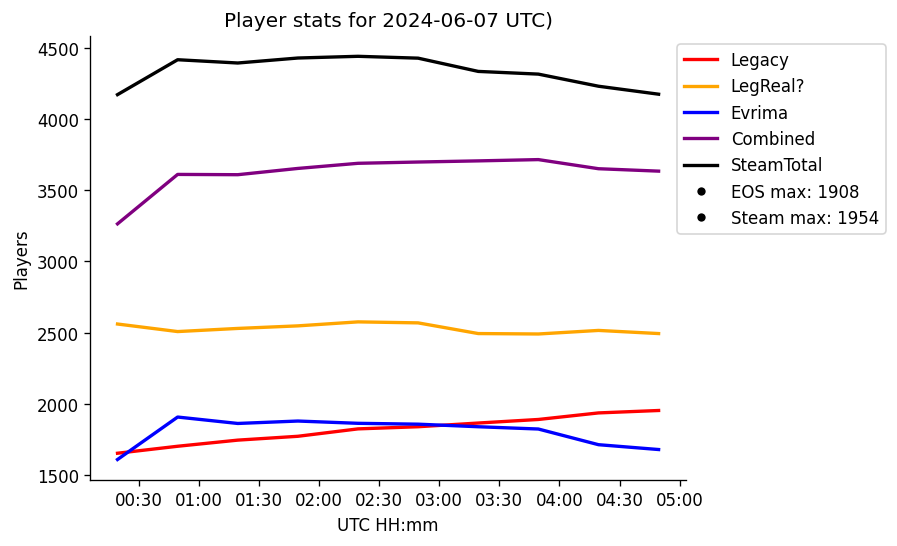 Player stats for 2024-06-07 UTC)
4500
4000
3500
3000
2500
2000
1500
Players
00:30 01:00 01:30 02:00 02:30 03:00 03:30 04:00 04:30 05:00
UTC HH:mm
Legacy
LegReal?
Evrima
Combined
SteamTotal
EOS max: 1908
Steam max: 1954